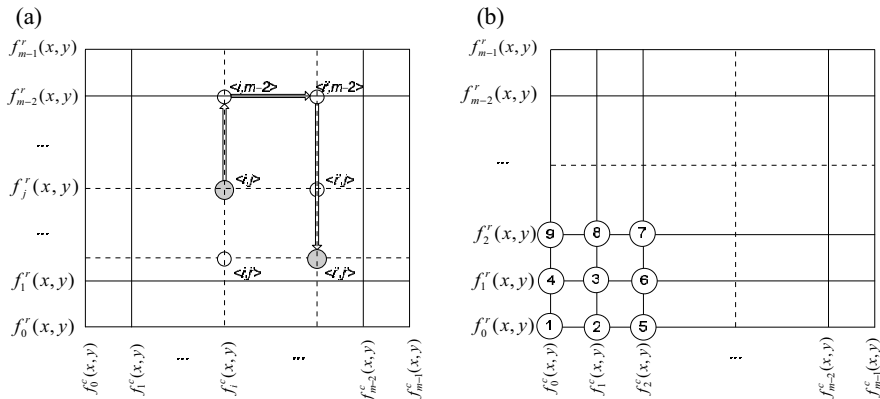 (a)
f^r_{m-1}(x, y)
<i,m-2> <i',m-2>
f^r_{m-2}(x, y)
...
<i,j> <i',j>
f^r_j(x, y)
...
f^r_1(x, y)
f^r_0(x, y)
f^c_0(x, y) f^c_1(x, y) ... f^c_i(x, y) ... f^c_{m-2}(x, y) f^c_{m-1}(x, y)
(b)
f^r_{m-1}(x, y)
f^r_{m-2}(x, y)
...
f^r_2(x, y) 9 8 7
f^r_1(x, y) 4 3 6
f^r_0(x, y) 1 2 5
f^c_0(x, y) f^c_1(x, y) f^c_2(x, y) ... f^c_{m-2}(x, y) f^c_{m-1}(x, y)